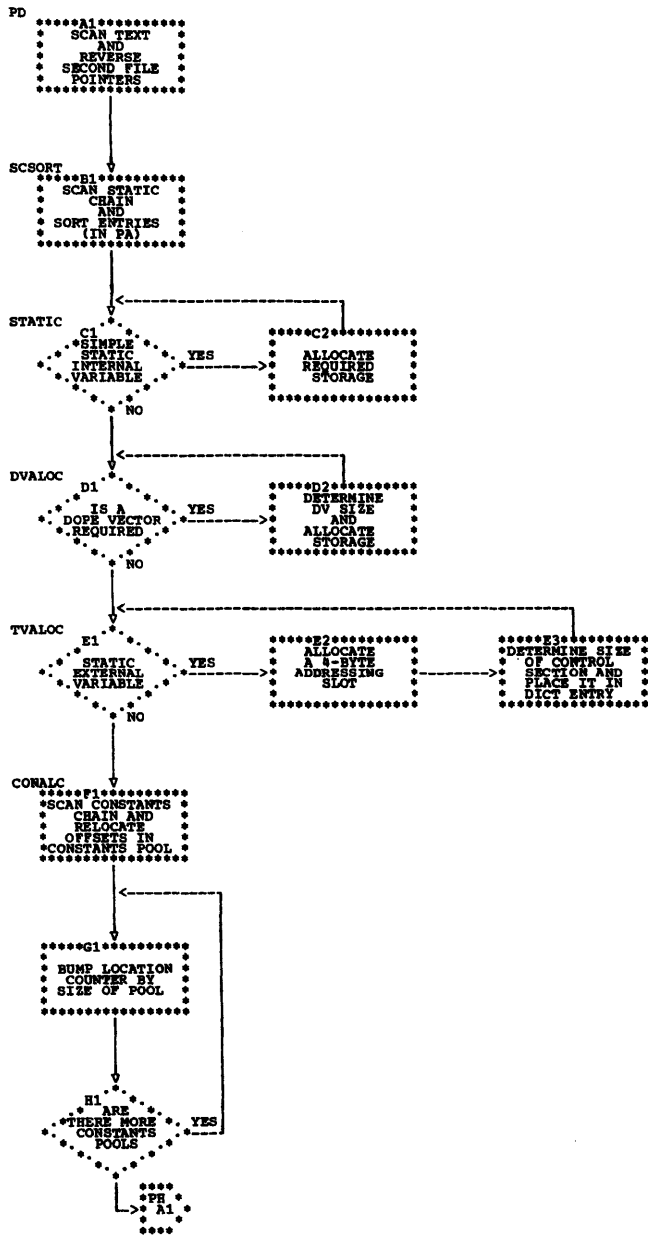 PD
A1
SCAN TEXT
AND
REVERSE
SECOND FILE
POINTERS
SCSORT
B1
SCAN STATIC
CHAIN
AND
SORT ENTRIES
(IN PA)
STATIC
C1
SIMPLE
STATIC
INTERNAL
VARIABLE
YES
NO
C2
ALLOCATE
REQUIRED
STORAGE
DVALOC
D1
IS A
DOPE VECTOR
REQUIRED
YES
NO
D2
DETERMINE
DV SIZE
AND
ALLOCATE
STORAGE
TVALOC
E1
STATIC
EXTERNAL
VARIABLE
YES
NO
E2
ALLOCATE
A 4-BYTE
ADDRESSING
SLOT
E3
DETERMINE SIZE
OF CONTROL
SECTION AND
PLACE IT IN
DICT ENTRY
CONALC
F1
SCAN CONSTANTS
CHAIN AND
RELOCATE
OFFSETS IN
CONSTANTS POOL
G1
BUMP LOCATION
COUNTER BY
SIZE OF POOL
H1
ARE
THERE MORE
CONSTANTS
POOLS
YES
PH
A1